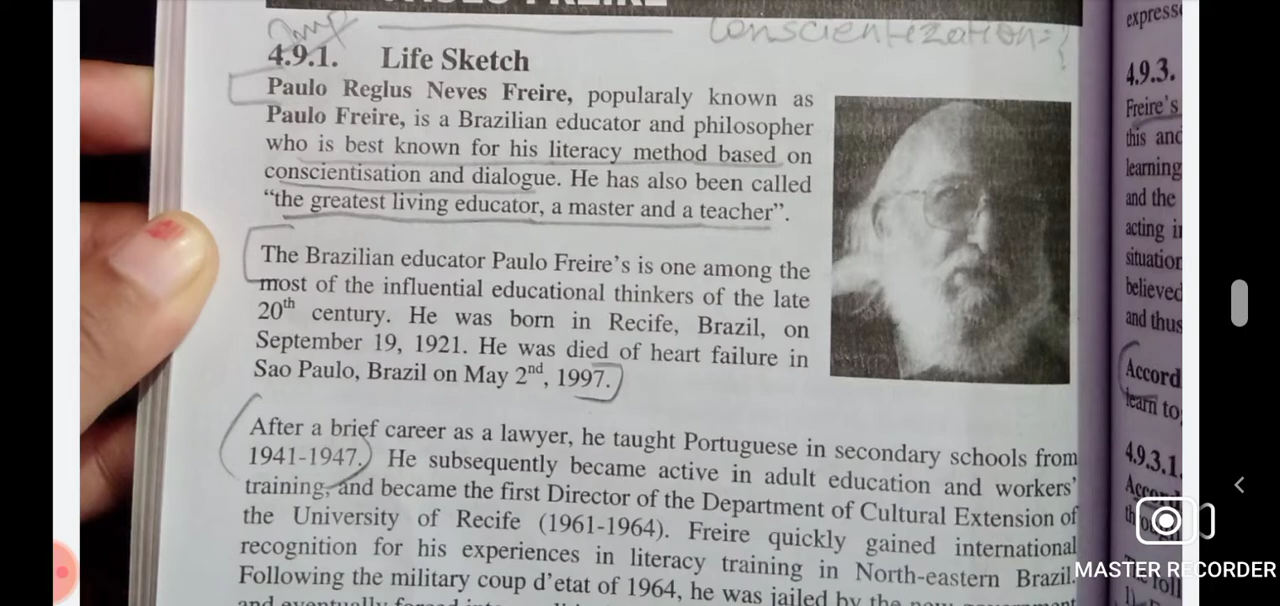 PAULO FREIRE
Imp
Conscientization=?
4.9.1. Life Sketch
Paulo Reglus Neves Freire, popularaly known as
Paulo Freire, is a Brazilian educator and philosopher
who is best known for his literacy method based on
conscientisation and dialogue. He has also been called
“the greatest living educator, a master and a teacher”.
The Brazilian educator Paulo Freire’s is one among the
most of the influential educational thinkers of the late
20th century. He was born in Recife, Brazil, on
September 19, 1921. He was died of heart failure in
Sao Paulo, Brazil on May 2nd, 1997.
After a brief career as a lawyer, he taught Portuguese in secondary schools from
1941-1947. He subsequently became active in adult education and workers’
training, and became the first Director of the Department of Cultural Extension of
the University of Recife (1961-1964). Freire quickly gained international
recognition for his experiences in literacy training in North-eastern Brazil.
Following the military coup d’etat of 1964, he was jailed by the
and eventually
4.9.3.
Freire’s
this and
learning
and the
acting
situation
believed
and thus
Accord
learn to
4.9.3.1.
MASTER RECORDER